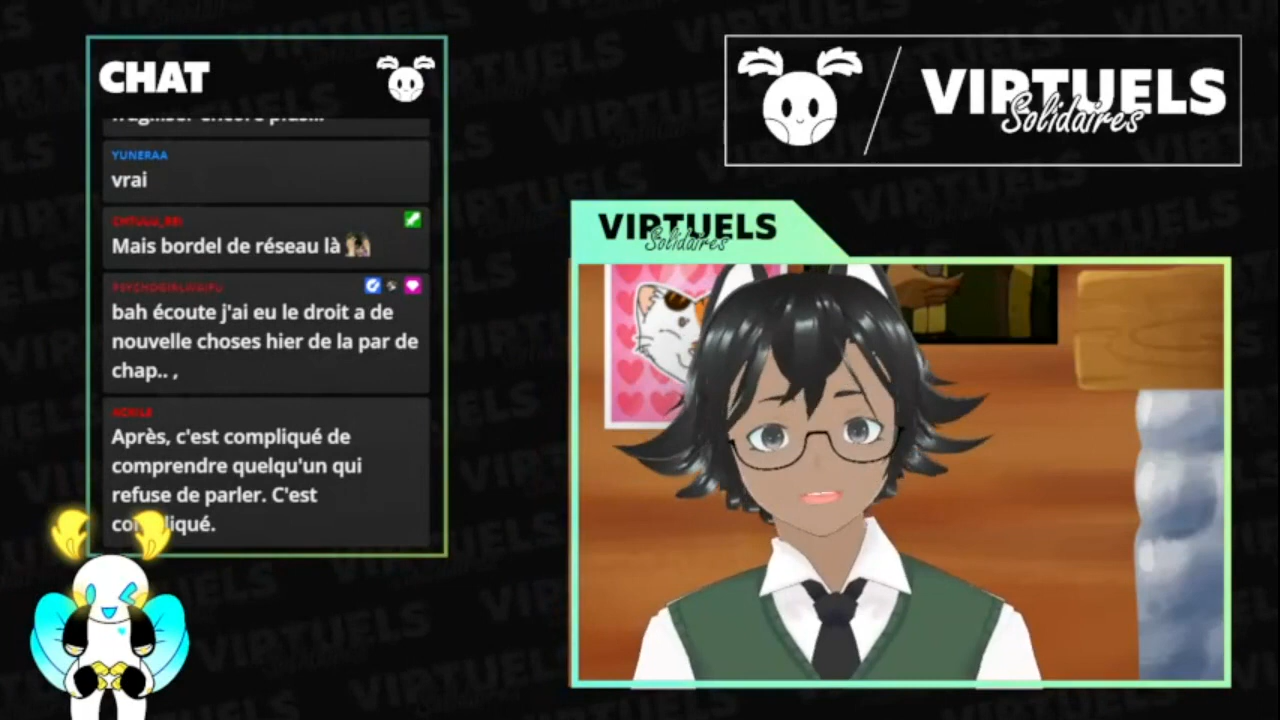 CHAT
YUNERAA
vrai
Mais bordel de réseau là
PSYCHOGIRLWAIFU
bah écoute j'ai eu le droit a de
nouvelle choses hier de la par de
chap.. ,
Après, c'est compliqué de
comprendre quelqu'un qui
refuse de parler. C'est
VIRTUELS
Solidaires
VIRTUELS
Solidaires